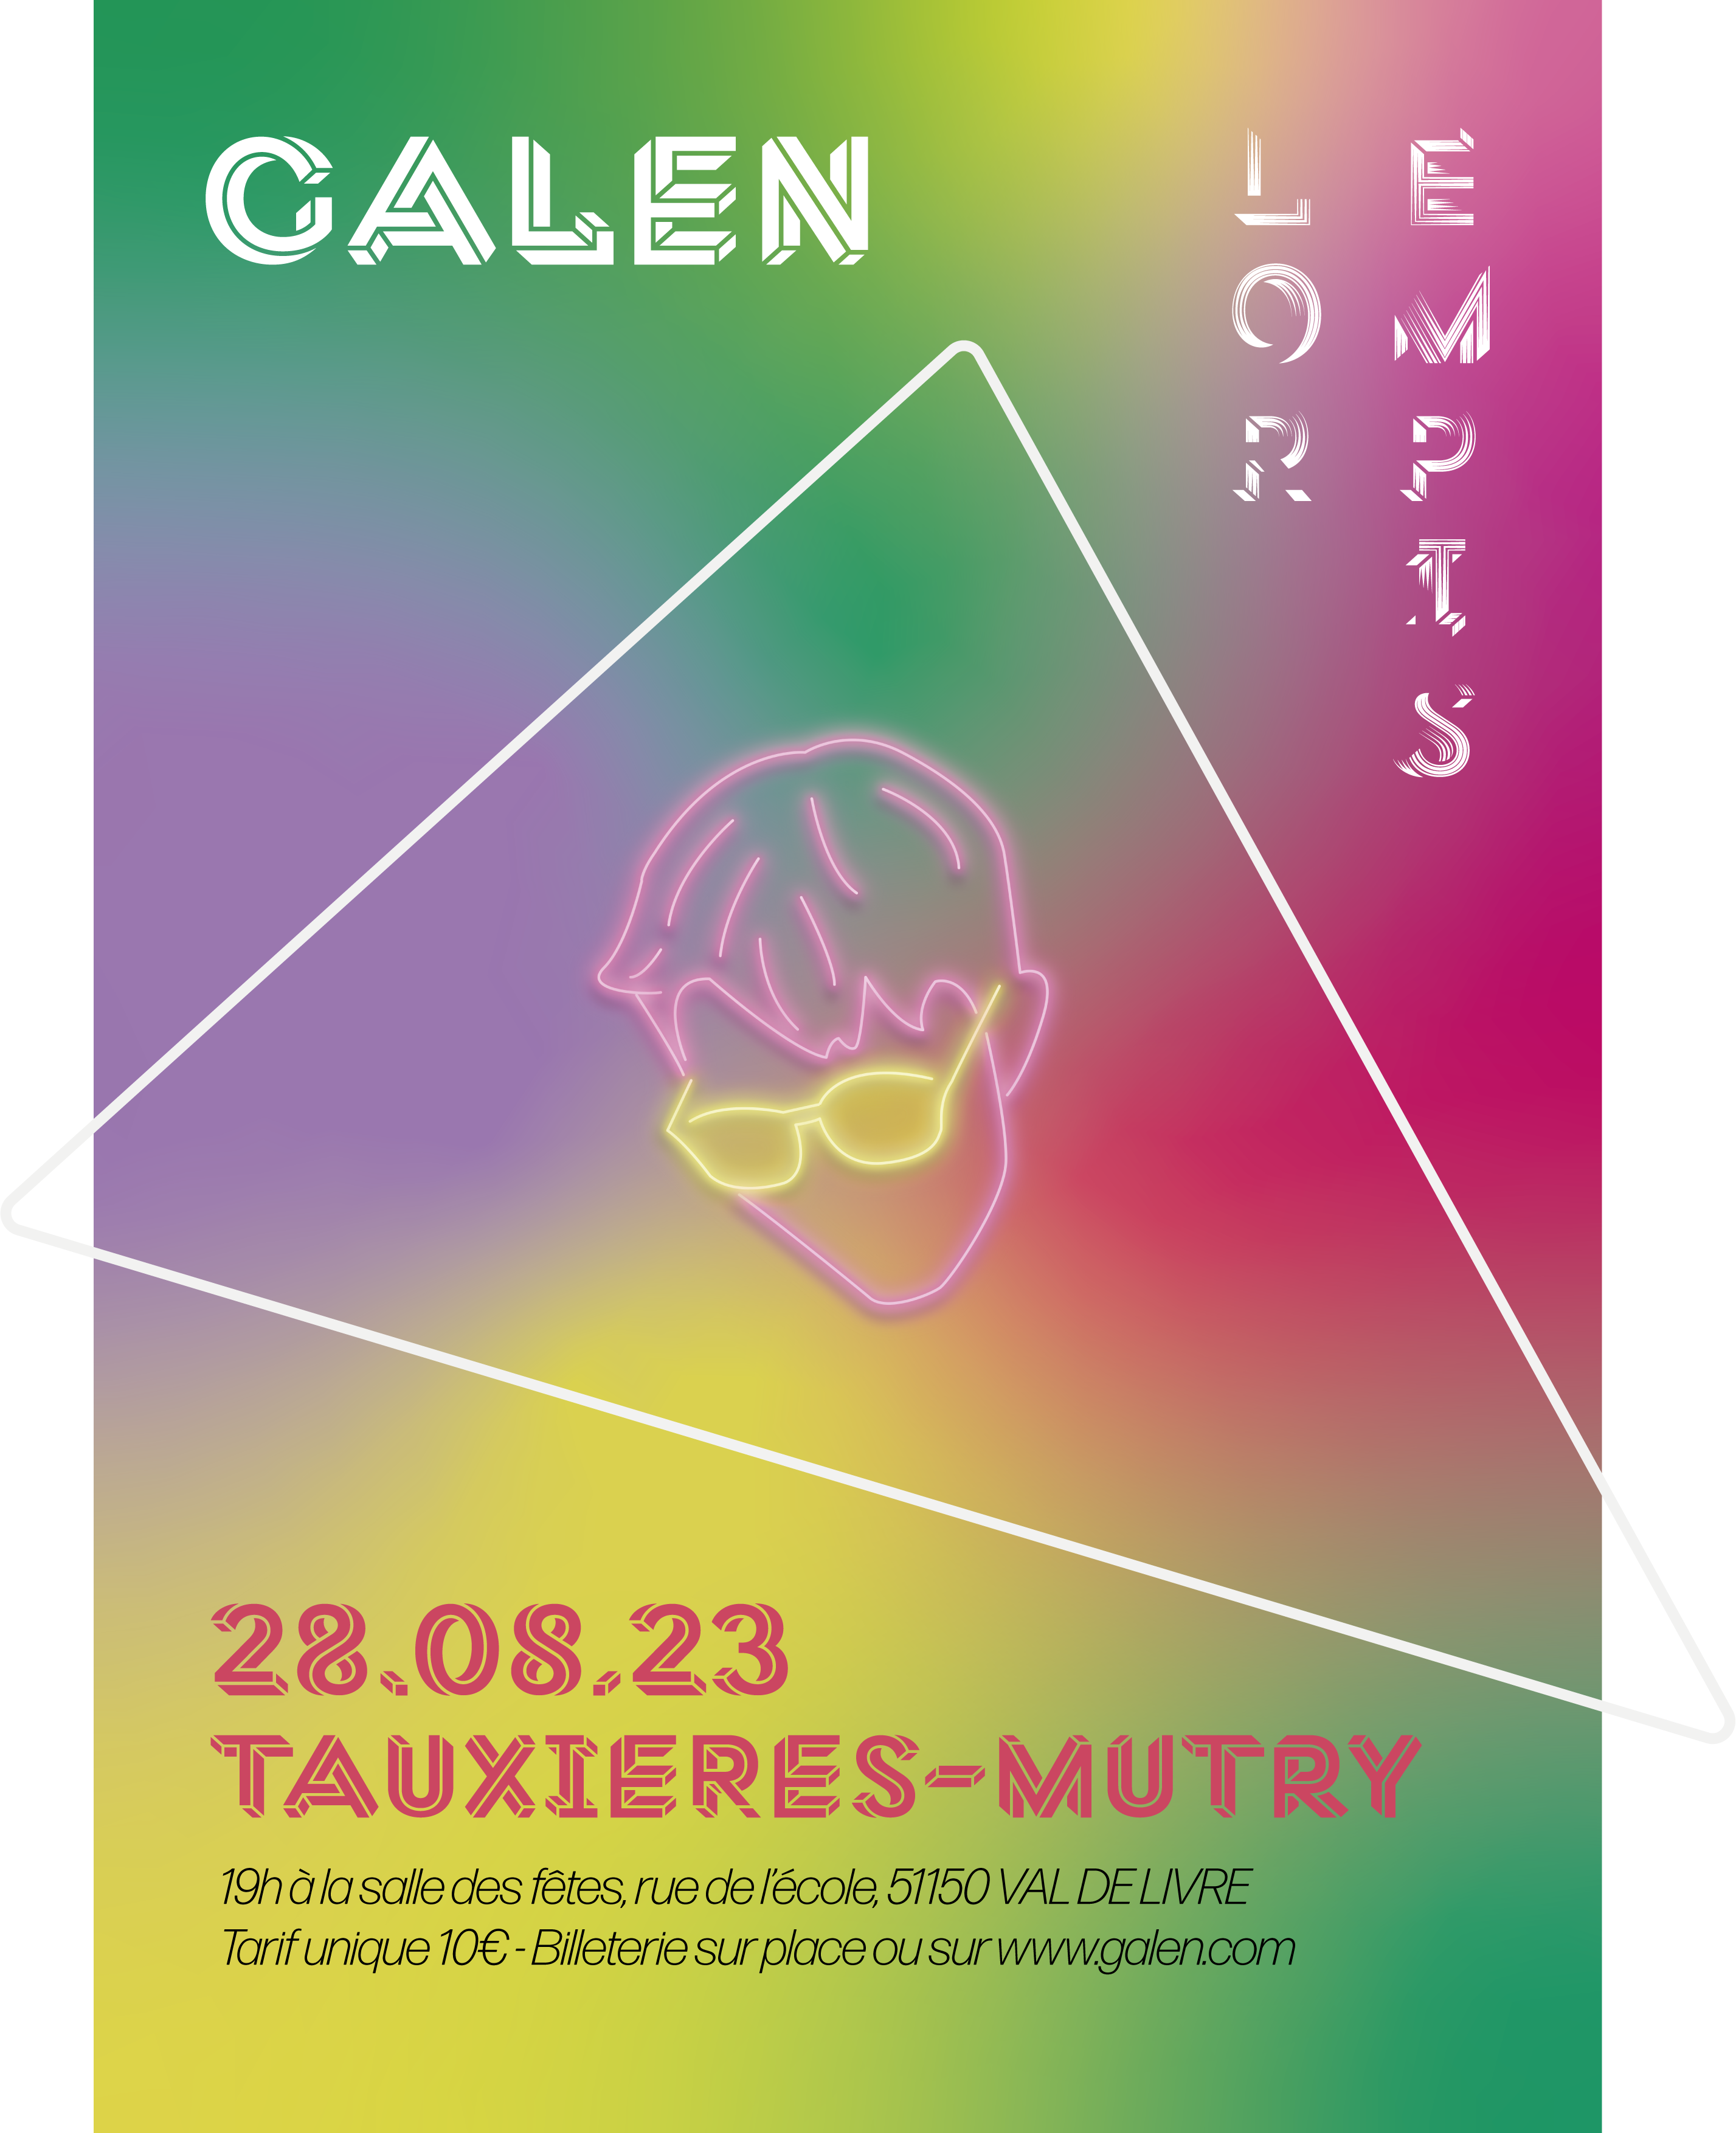 GALEN
LOR
EMPIS
28.08.23
TAUXIERES-MUTRY
19h à la salle des fêtes, rue de l'école, 51150 VAL DE LIVRE
Tarif unique 10€ - Billeterie sur place ou sur www.galen.com